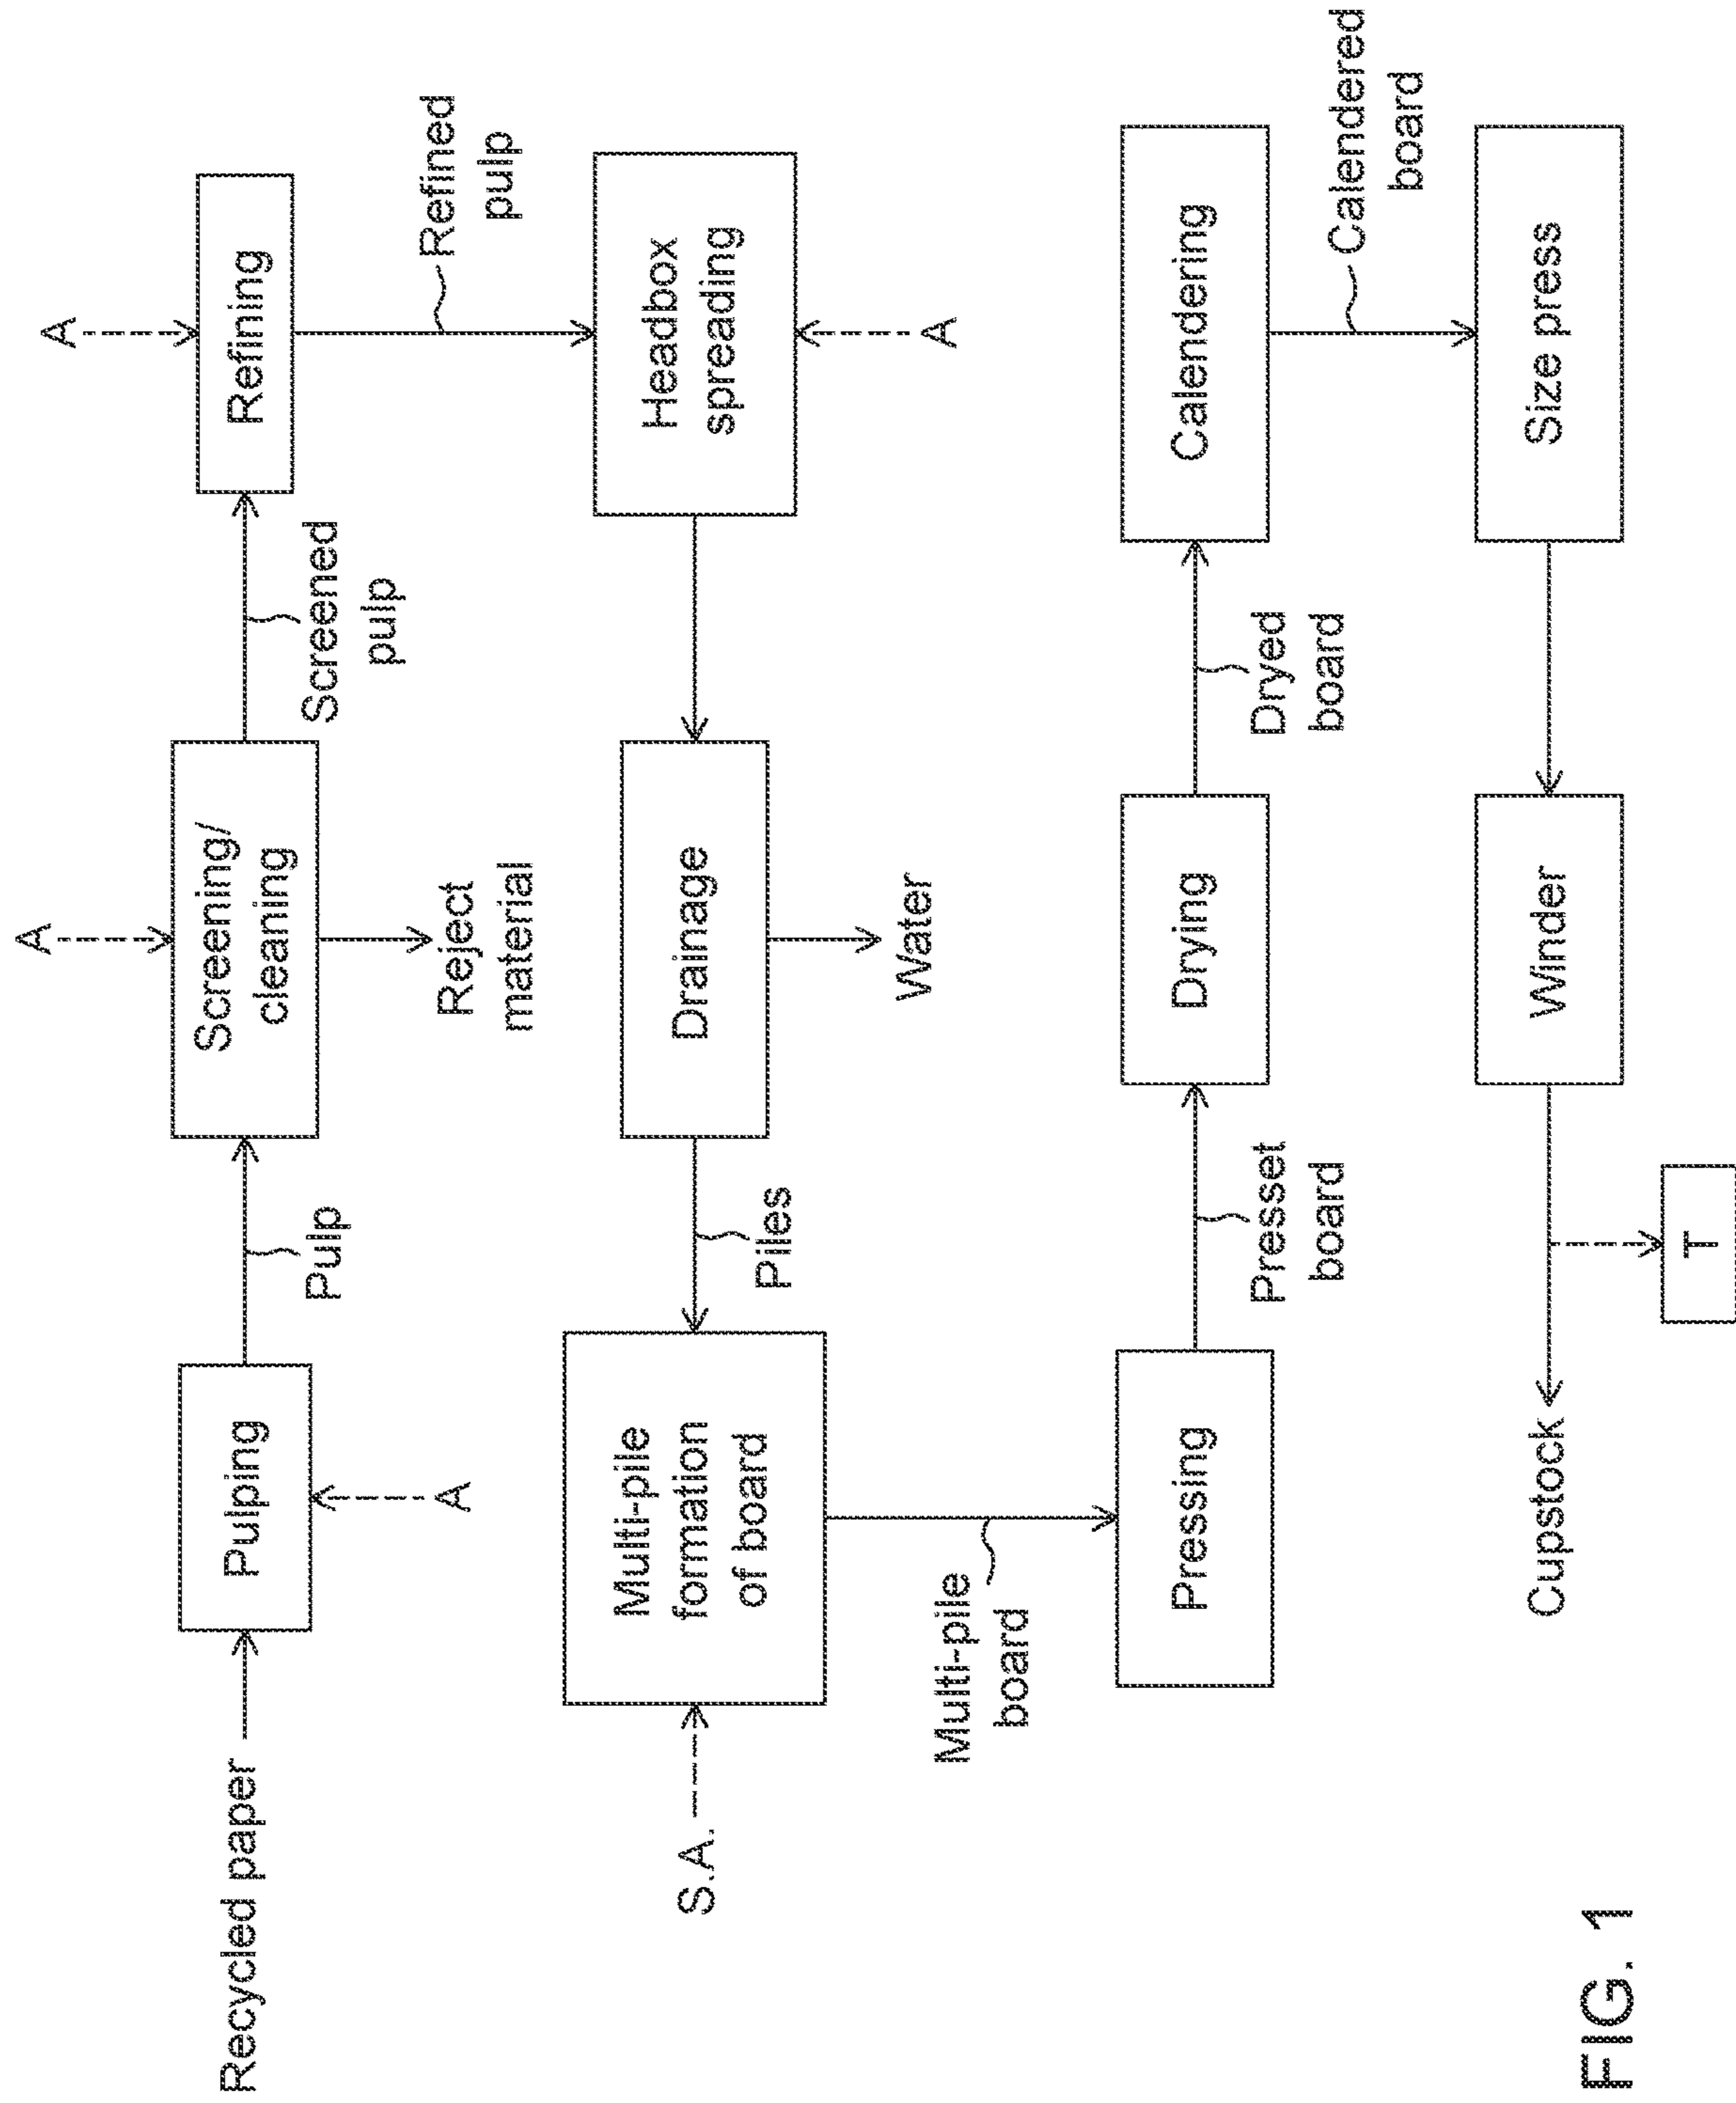 A
A
Recycled paper
Pulping
Pulp
Screening/
cleaning
Screened
pulp
Refining
A
Reject
material
Refined
pulp
S.A.
Multi-pile
formation
of board
Piles
Drainage
Headbox
spreading
Water
A
Multi-pile
board
Pressing
Presset
board
Drying
Dryed
board
Calendering
Calendered
board
Cupstock
Winder
Size press
T
FIG. 1